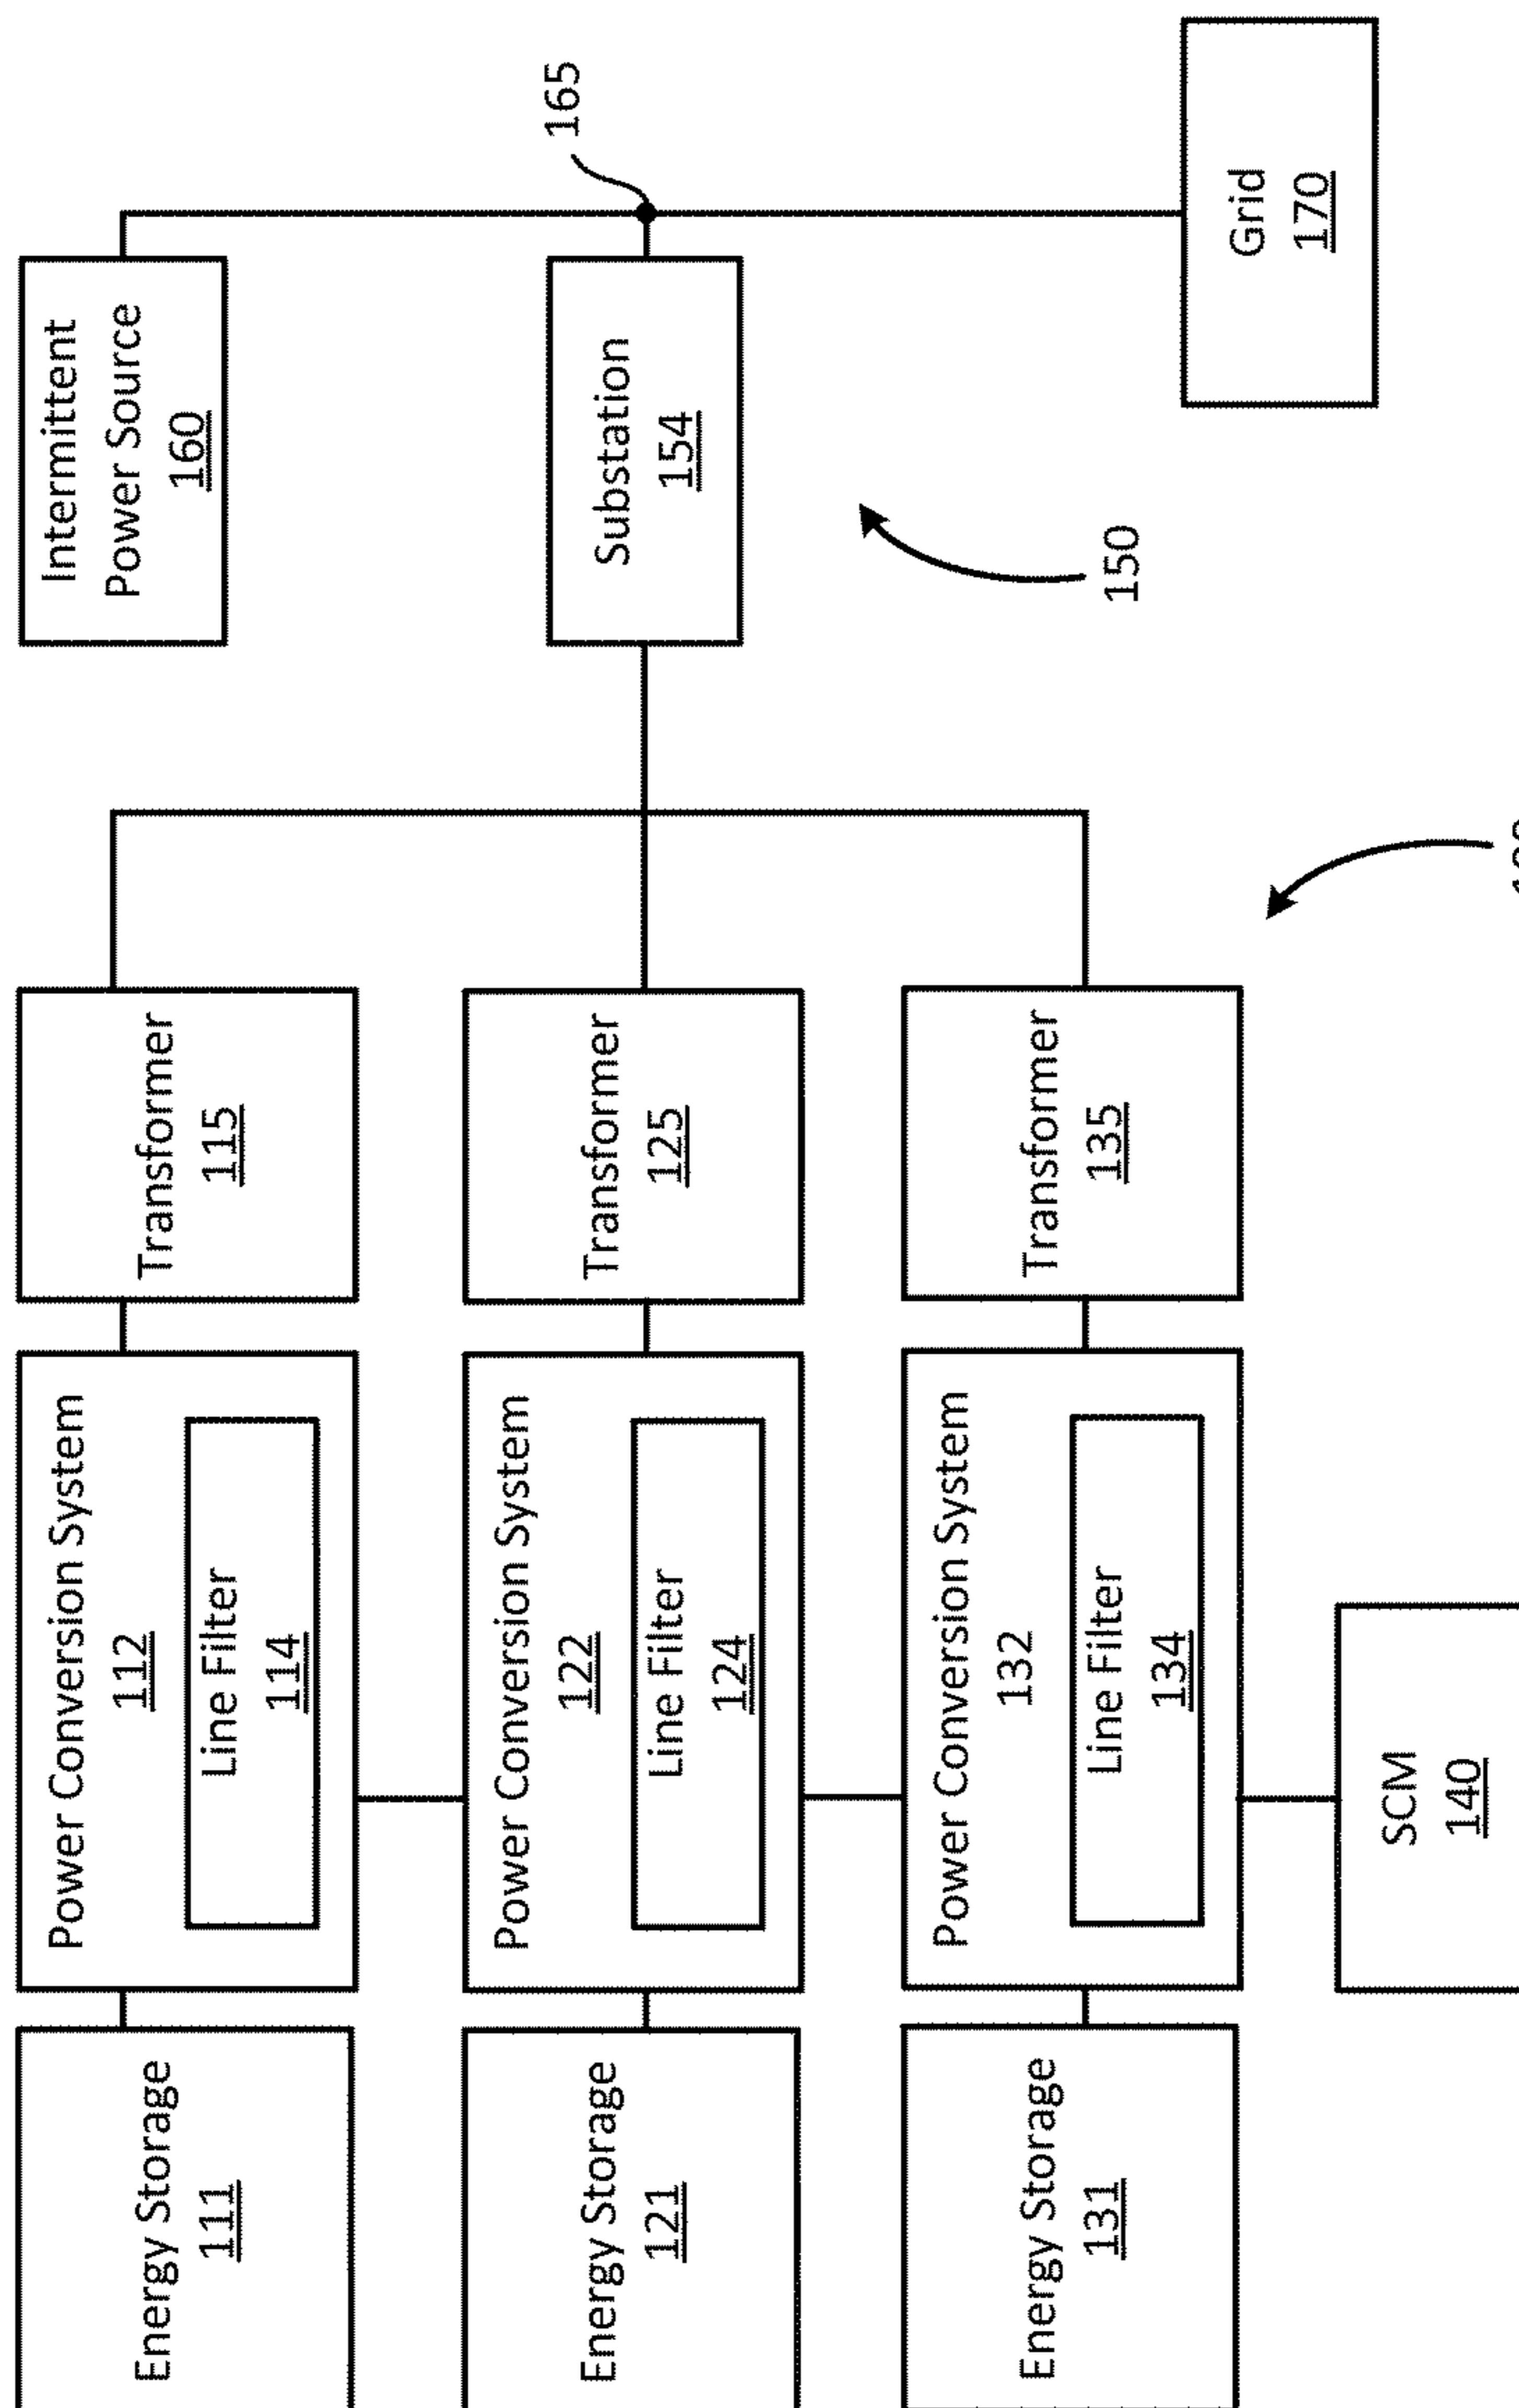 Energy Storage
111
Power Conversion System
112
Line Filter
114
Transformer
115
Intermittent
Power Source
160
165
Energy Storage
121
Power Conversion System
122
Line Filter
124
Transformer
125
Substation
154
150
Energy Storage
131
Power Conversion System
132
Line Filter
134
Transformer
135
Grid
170
SCM
140